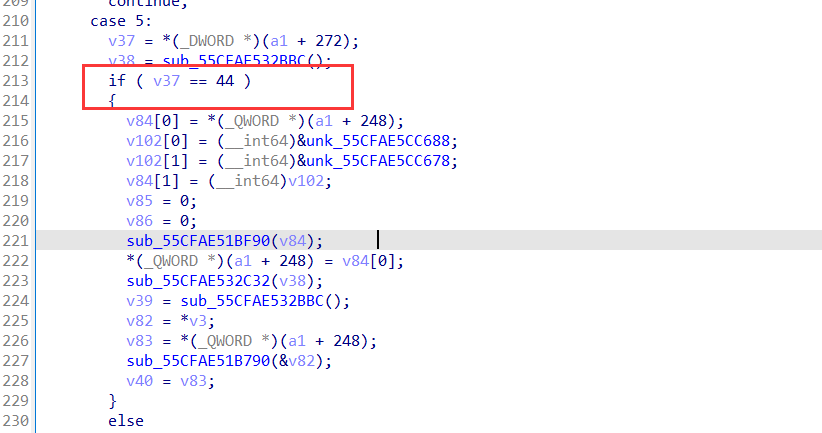 209 continue;
210 case 5:
211 v37 = *(_DWORD *)(a1 + 272);
212 v38 = sub_55CFAE532BBC();
213 if ( v37 == 44 )
214 {
215 v84[0] = *(_QWORD *)(a1 + 248);
216 v102[0] = (__int64)&unk_55CFAE5CC688;
217 v102[1] = (__int64)&unk_55CFAE5CC678;
218 v84[1] = (__int64)v102;
219 v85 = 0;
220 v86 = 0;
221 sub_55CFAE51BF90(v84);
222 *(_QWORD *)(a1 + 248) = v84[0];
223 sub_55CFAE532C32(v38);
224 v39 = sub_55CFAE532BBC();
225 v82 = *v3;
226 v83 = *(_QWORD *)(a1 + 248);
227 sub_55CFAE51B790(&v82);
228 v40 = v83;
229 }
230 else